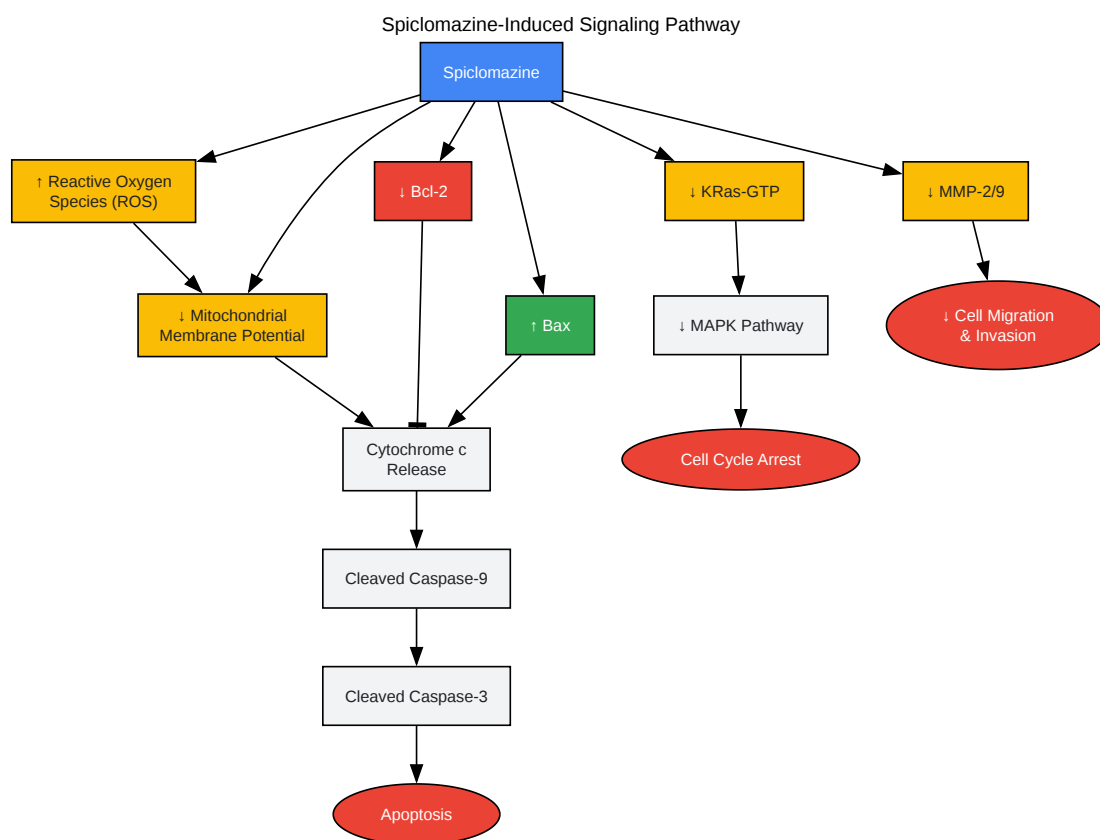 Spiclomazine-Induced Signaling Pathway
Spiclomazine
↑ Reactive Oxygen
Species (ROS)
↓ Bcl-2
↓ KRas-GTP
↓ MMP-2/9
↓ Mitochondrial
Membrane Potential
↑ Bax
↓ MAPK Pathway
↓ Cell Migration
& Invasion
Cytochrome c
Release
Cell Cycle Arrest
Cleaved Caspase-9
Cleaved Caspase-3
Apoptosis